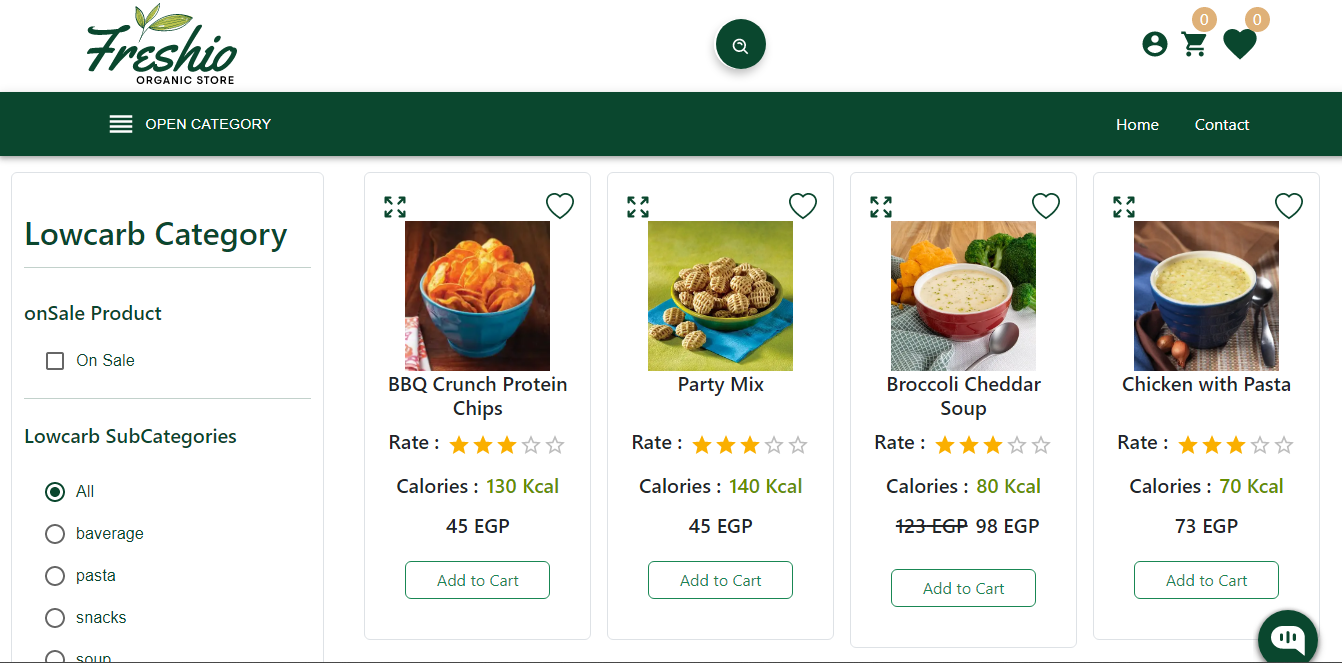 Freshio
ORGANIC STORE
0
0
OPEN CATEGORY
Home
Contact
Lowcarb Category
onSale Product
On Sale
Lowcarb SubCategories
All
baverage
pasta
snacks
soup
BBQ Crunch Protein
Chips
Rate :
Calories : 130 Kcal
45 EGP
Add to Cart
Party Mix
Rate :
Calories : 140 Kcal
45 EGP
Add to Cart
Broccoli Cheddar
Soup
Rate :
Calories : 80 Kcal
123 EGP 98 EGP
Add to Cart
Chicken with Pasta
Rate :
Calories : 70 Kcal
73 EGP
Add to Cart